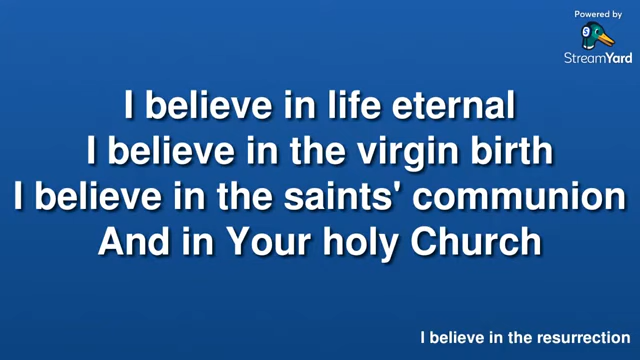 Powered by
StreamYard
I believe in life eternal
I believe in the virgin birth
I believe in the saints' communion
And in Your holy Church
I believe in the resurrection